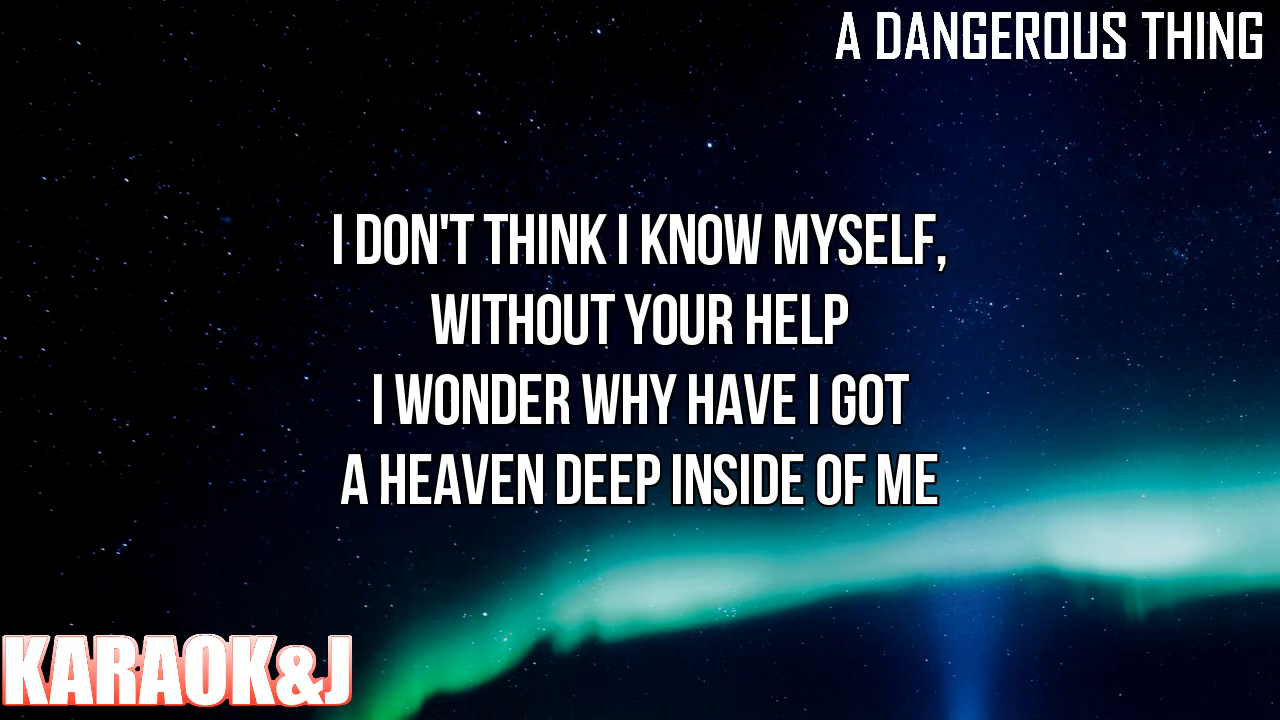 A DANGEROUS THING
I DON'T THINK I KNOW MYSELF,
WITHOUT YOUR HELP
I WONDER WHY HAVE I GOT
A HEAVEN DEEP INSIDE OF ME
KARAOK&J